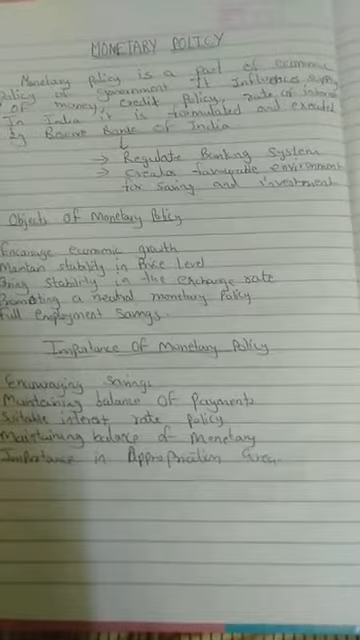 MONETARY POLICY
Monetary policy is a part of economic
Policy of government. It Influences supply
of money, credit policy, rate of interest
In India it is formulated and executed
by Reserve Bank of India
→ Regulate Banking System
→ Creates favourable environment
for saving and investment
Objects of Monetary Policy
Encourage economic growth
Maintan stability in Price Level
Bring Stability in the exchange rate
Promoting a neutral monetary Policy
Full employment Savings
Impotance Of Monetary Policy
Encouraging savings
Maintaining balance of Payments
Suitable interest rate Policy
Maintaining balance of Monetary
Importance in Appropriation